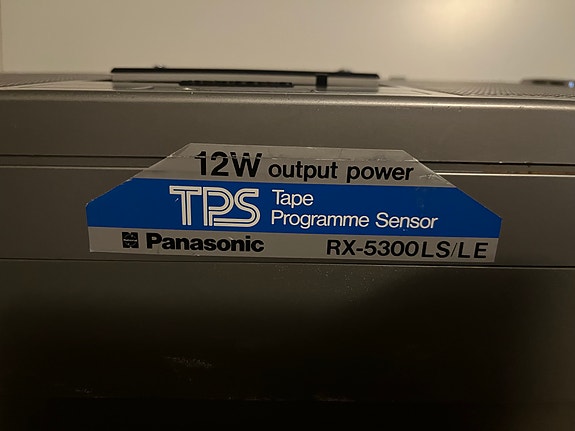 12W output power
TPS Tape
Programme Sensor
Panasonic RX-5300LS/LE